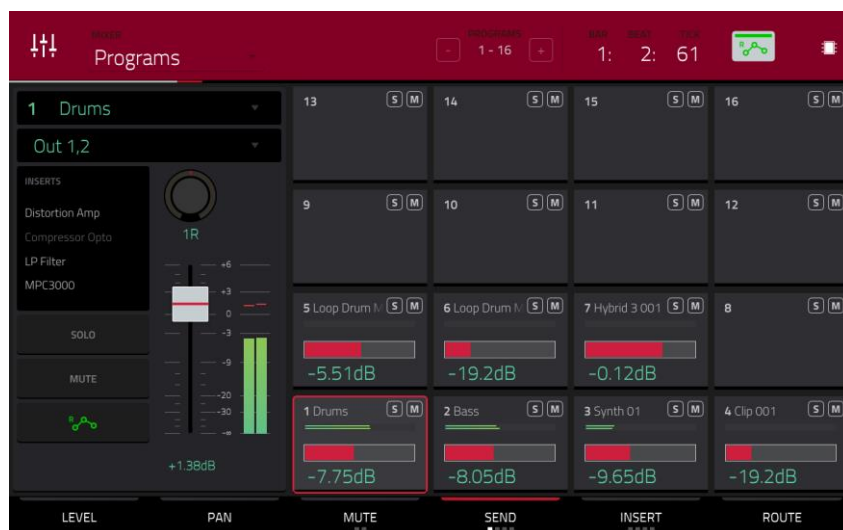 MIXER
Programs
PROGRAMS
- 1 - 16 +
BAR BEAT TICK
1: 2: 61
1 Drums
Out 1,2
INSERTS
Distortion Amp
Compressor Opto
LP Filter
MPC3000
SOLO
MUTE
1R
+6
+3
0
-3
-9
-20
-30
-∞
+1.38dB
13 S M
14 S M
15 S M
16 S M
9 S M
10 S M
11 S M
12 S M
5 Loop Drum M S M
6 Loop Drum M S M
7 Hybrid 3 001 S M
8 S M
-5.51dB
-19.2dB
-0.12dB
1 Drums S M
2 Bass S M
3 Synth 01 S M
4 Clip 001 S M
-7.75dB
-8.05dB
-9.65dB
-19.2dB
LEVEL
PAN
MUTE
SEND
INSERT
ROUTE